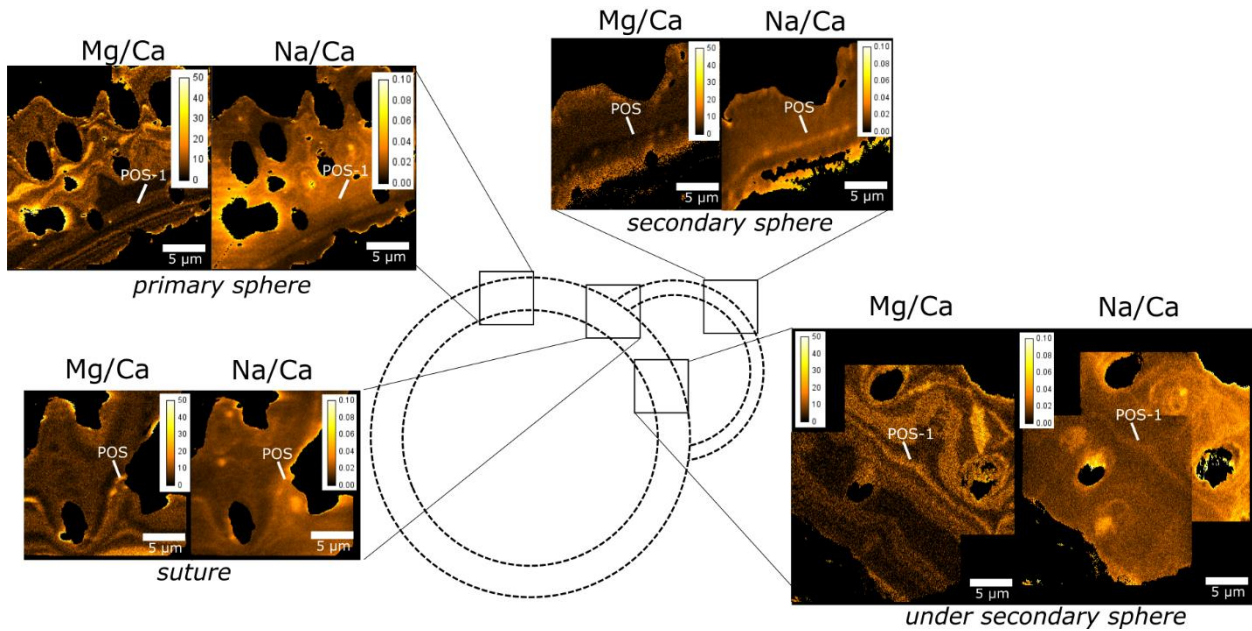 Mg/Ca Na/Ca
50 0.10
40 0.08
30 0.06
20 0.04
10 0.02
0 0.00
POS-1 POS-1
5 µm 5 µm
primary sphere
Mg/Ca Na/Ca
50 0.10
40 0.08
30 0.06
20 0.04
10 0.02
0 0.00
POS POS
5 µm 5 µm
secondary sphere
Mg/Ca Na/Ca
50 0.10
40 0.08
30 0.06
20 0.04
10 0.02
0 0.00
POS POS
5 µm 5 µm
suture
Mg/Ca Na/Ca
50 0.10
40 0.08
30 0.06
20 0.04
10 0.02
0 0.00
POS-1 POS-1
5 µm 5 µm
under secondary sphere